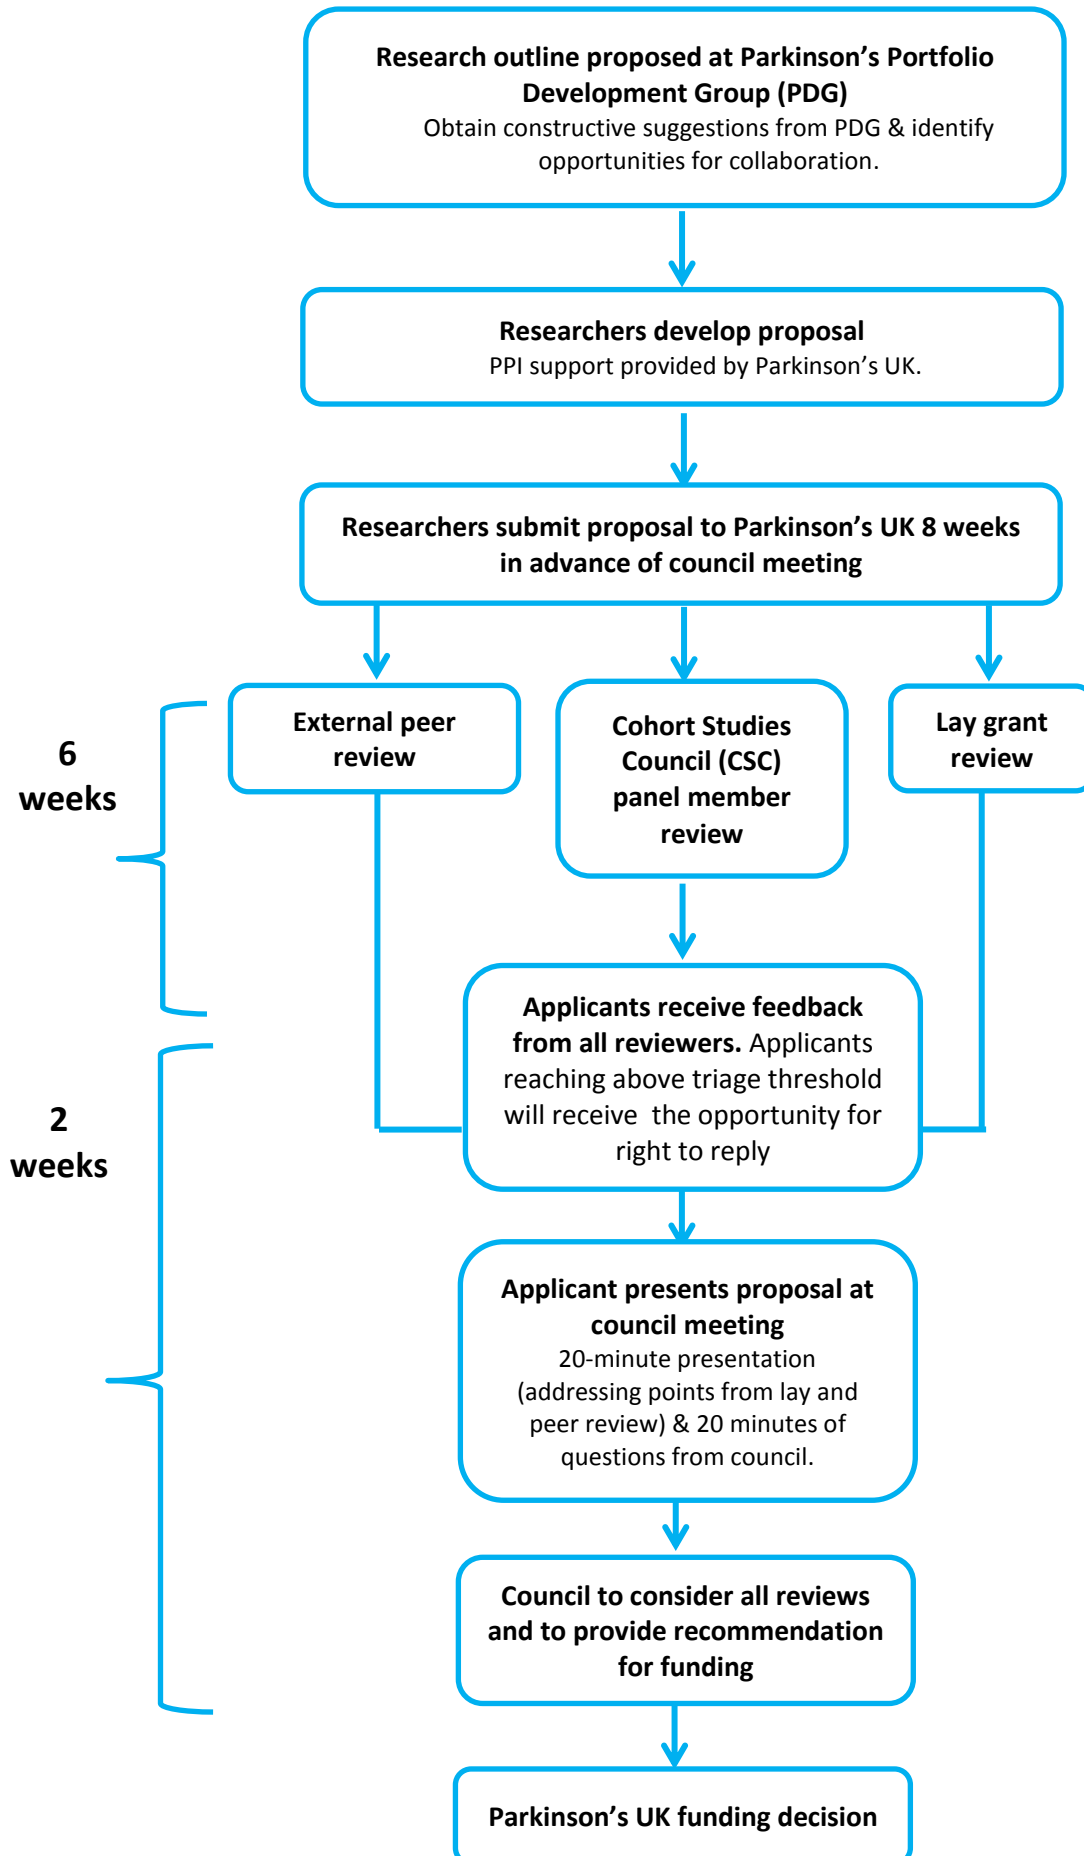 Research outline proposed at Parkinson’s Portfolio
Development Group (PDG)
Obtain constructive suggestions from PDG & identify
opportunities for collaboration.
Researchers develop proposal
PPI support provided by Parkinson’s UK.
Researchers submit proposal to Parkinson’s UK 8 weeks
in advance of council meeting
6
weeks
External peer
review
Cohort Studies
Council (CSC)
panel member
review
Lay grant
review
2
weeks
Applicants receive feedback
from all reviewers. Applicants
reaching above triage threshold
will receive  the opportunity for
right to reply
Applicant presents proposal at
council meeting
20-minute presentation
(addressing points from lay and
peer review) & 20 minutes of
questions from council.
Council to consider all reviews
and to provide recommendation
for funding
Parkinson’s UK funding decision